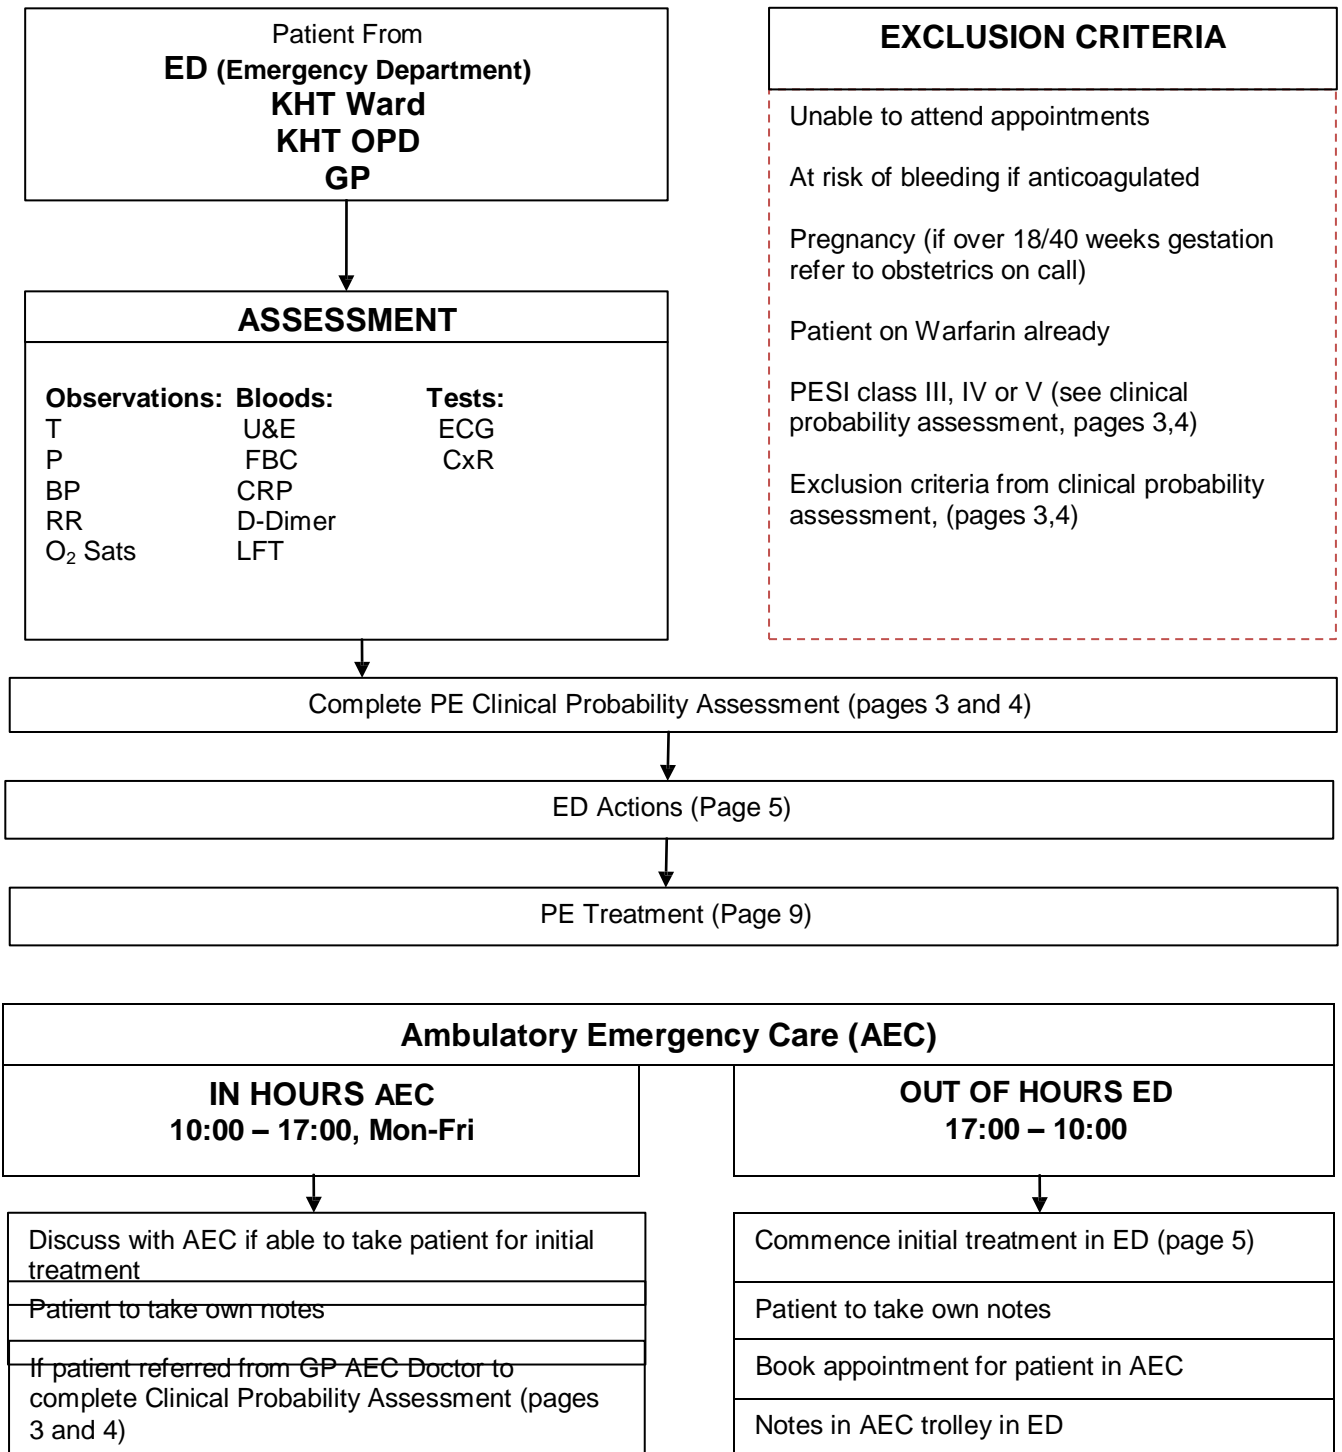 Patient From
ED (Emergency Department)
KHT Ward
KHT OPD
GP
EXCLUSION CRITERIA
Unable to attend appointments
At risk of bleeding if anticoagulated
Pregnancy (if over 18/40 weeks gestation
refer to obstetrics on call)
Patient on Warfarin already
PESI class III, IV or V (see clinical
probability assessment, pages 3,4)
Exclusion criteria from clinical probability
assessment, (pages 3,4)
ASSESSMENT
Observations: Bloods: Tests:
T U&E ECG
P FBC CxR
BP CRP
RR D-Dimer
O₂ Sats LFT
Complete PE Clinical Probability Assessment (pages 3 and 4)
ED Actions (Page 5)
PE Treatment (Page 9)
Ambulatory Emergency Care (AEC)
IN HOURS AEC
10:00 – 17:00, Mon-Fri
Discuss with AEC if able to take patient for initial
treatment
Patient to take own notes
If patient referred from GP AEC Doctor to
complete Clinical Probability Assessment (pages
3 and 4)
OUT OF HOURS ED
17:00 – 10:00
Commence initial treatment in ED (page 5)
Patient to take own notes
Book appointment for patient in AEC
Notes in AEC trolley in ED